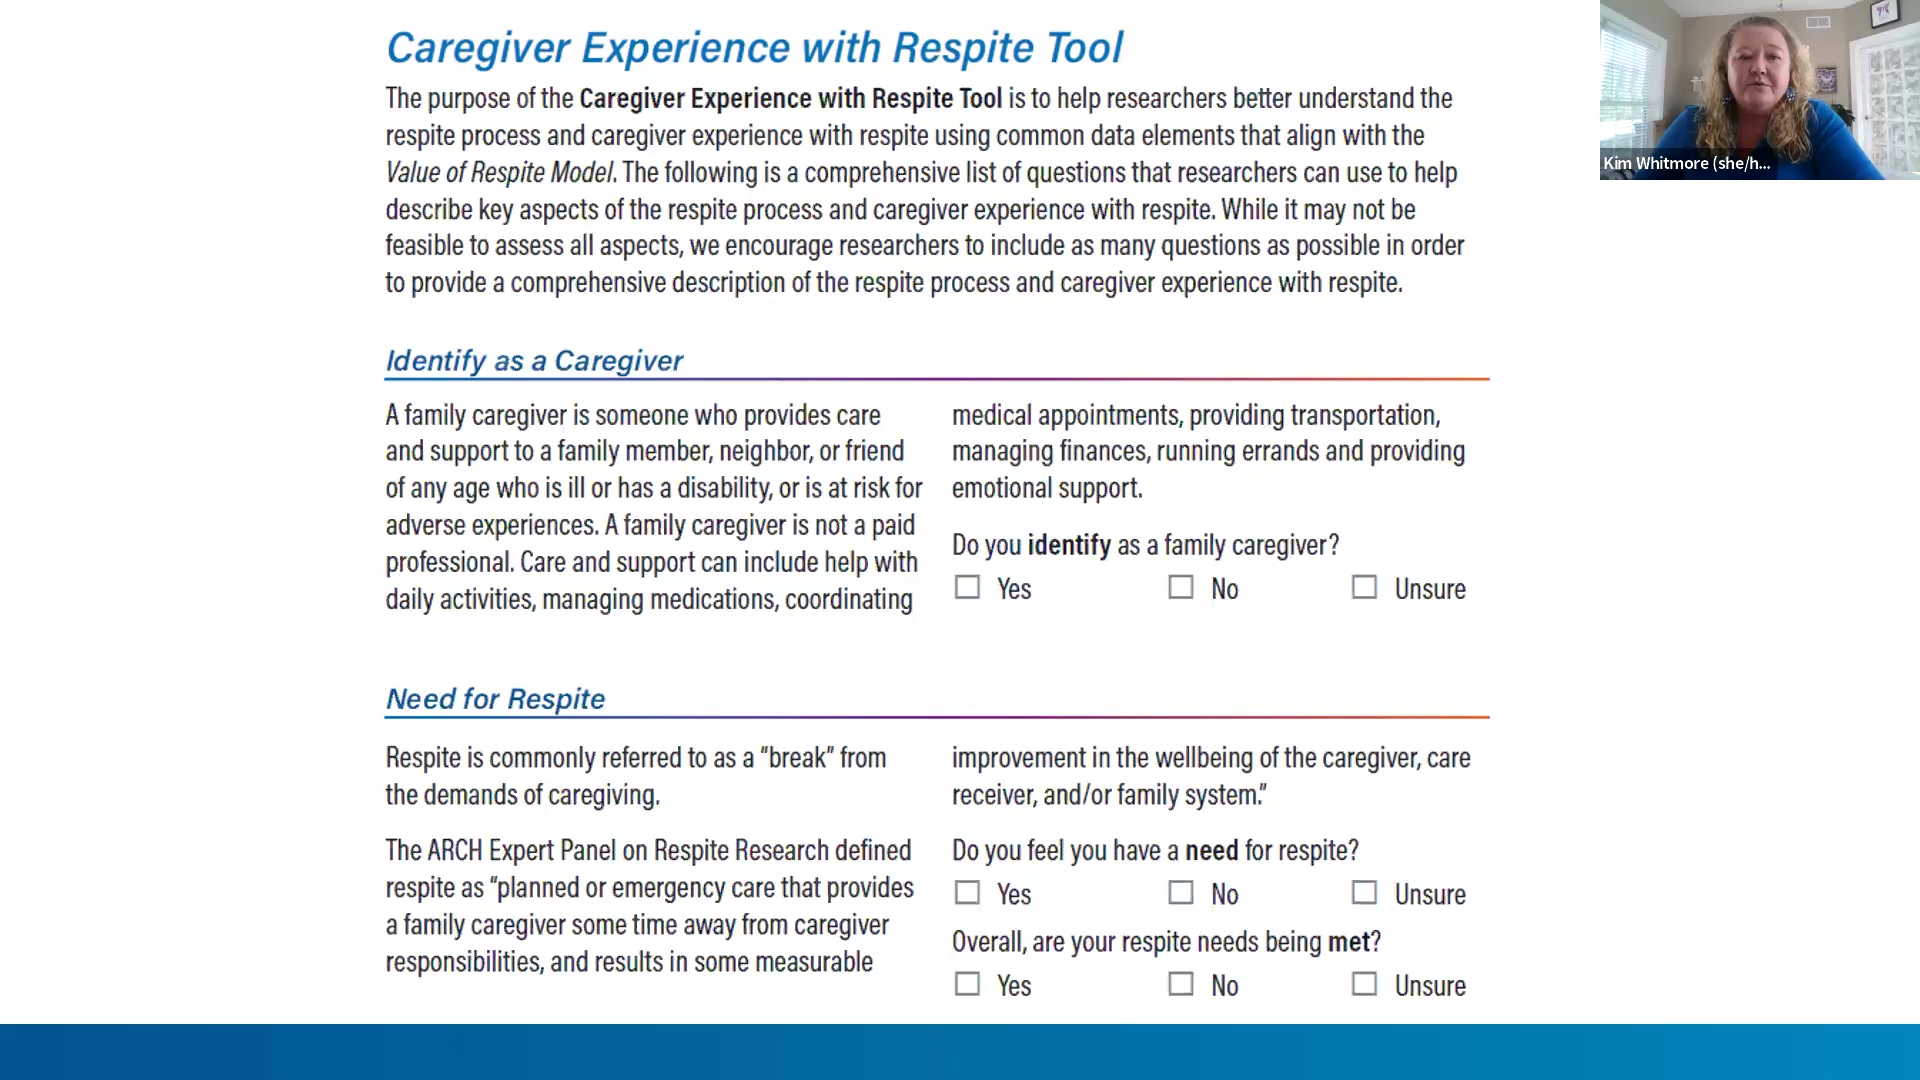 Caregiver Experience with Respite Tool
The purpose of the Caregiver Experience with Respite Tool is to help researchers better understand the
respite process and caregiver experience with respite using common data elements that align with the
Value of Respite Model. The following is a comprehensive list of questions that researchers can use to help
describe key aspects of the respite process and caregiver experience with respite. While it may not be
feasible to assess all aspects, we encourage researchers to include as many questions as possible in order
to provide a comprehensive description of the respite process and caregiver experience with respite.
Kim Whitmore (she/h...
Identify as a Caregiver
A family caregiver is someone who provides care
and support to a family member, neighbor, or friend
of any age who is ill or has a disability, or is at risk for
adverse experiences. A family caregiver is not a paid
professional. Care and support can include help with
daily activities, managing medications, coordinating
medical appointments, providing transportation,
managing finances, running errands and providing
emotional support.
Do you identify as a family caregiver?
Yes No Unsure
Need for Respite
Respite is commonly referred to as a “break” from
the demands of caregiving.
The ARCH Expert Panel on Respite Research defined
respite as “planned or emergency care that provides
a family caregiver some time away from caregiver
responsibilities, and results in some measurable
improvement in the wellbeing of the caregiver, care
receiver, and/or family system.”
Do you feel you have a need for respite?
Yes No Unsure
Overall, are your respite needs being met?
Yes No Unsure